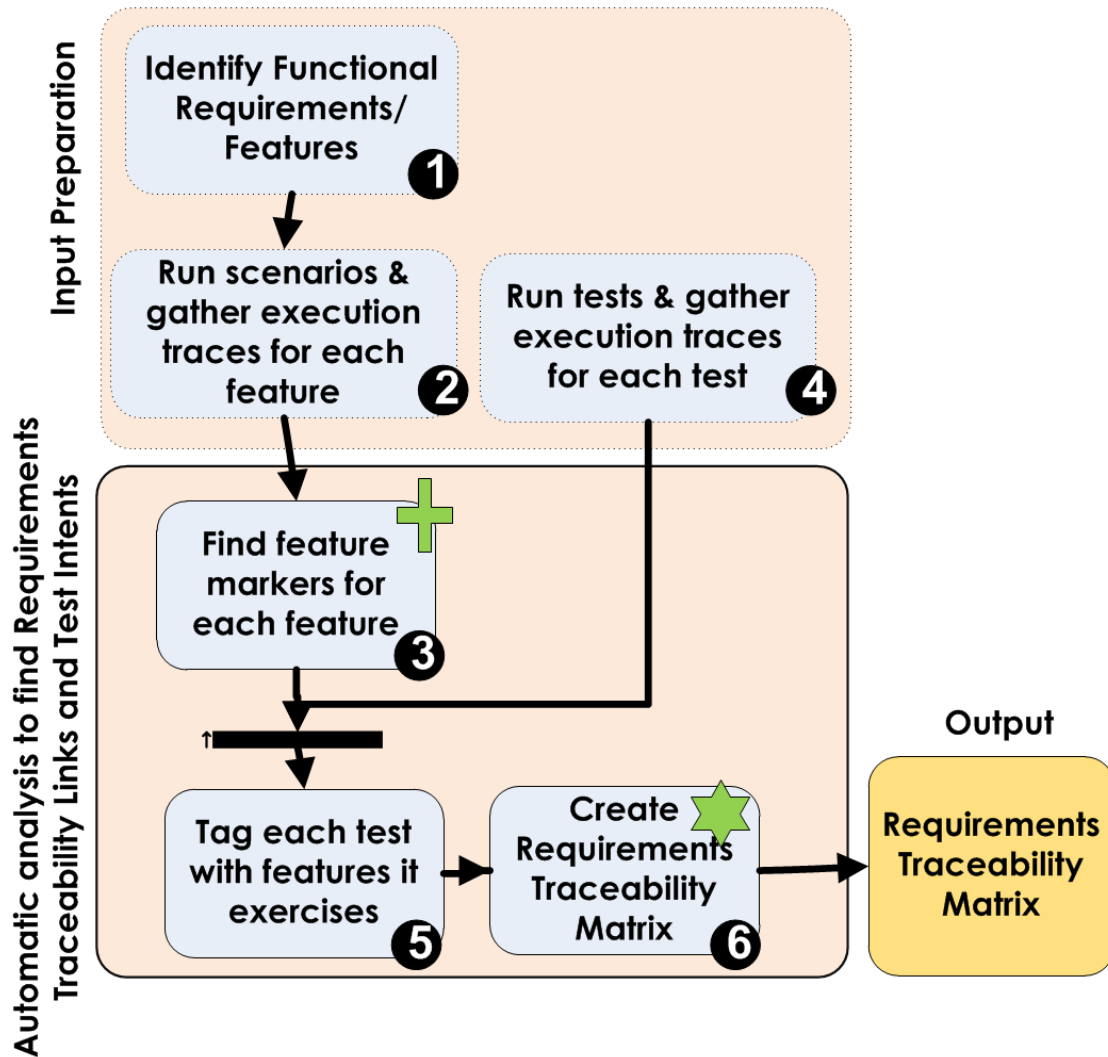 Input Preparation
Identify Functional
Requirements/
Features
1
Run scenarios &
gather execution
traces for each
feature
2
Run tests & gather
execution traces
for each test
4
Automatic analysis to find Requirements
Traceability Links and Test Intents
Find feature
markers for
each feature
3
Tag each test
with features it
exercises
5
Create
Requirements
Traceability
Matrix
6
Output
Requirements
Traceability
Matrix